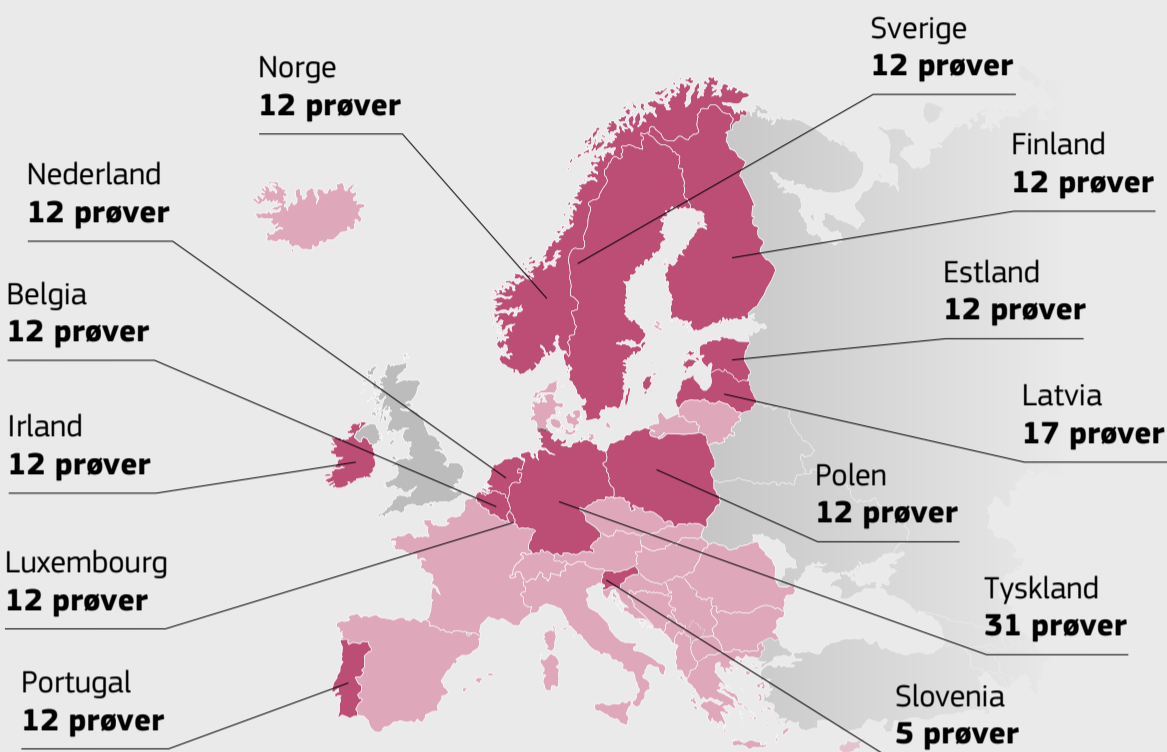 Sverige
12 prøver
Norge
12 prøver
Finland
12 prøver
Nederland
12 prøver
Estland
12 prøver
Belgia
12 prøver
Latvia
17 prøver
Irland
12 prøver
Polen
12 prøver
Luxembourg
12 prøver
Tyskland
31 prøver
Portugal
12 prøver
Slovenia
5 prøver